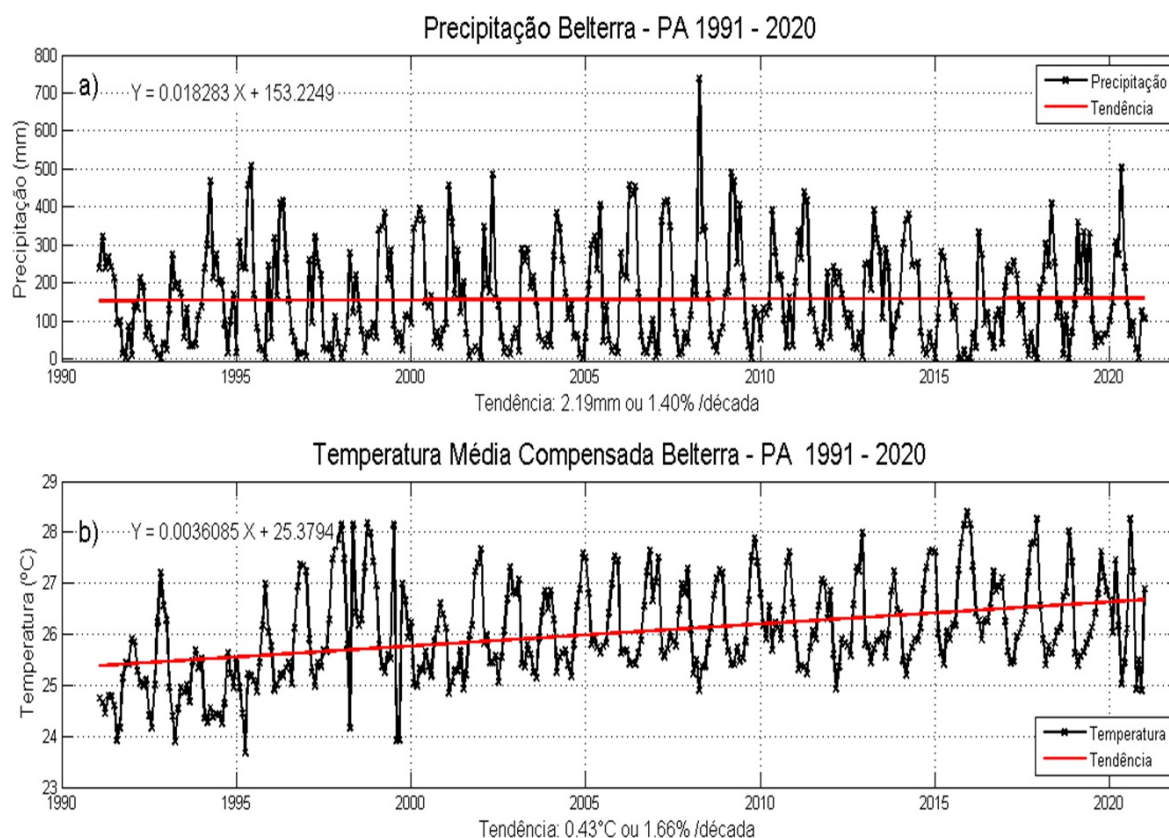 Precipitação Belterra - PA 1991 - 2020
a)
Y = 0.018283 X + 153.2249
Precipitação
Tendência
Precipitação (mm)
800
700
600
500
400
300
200
100
0
1990
1995
2000
2005
2010
2015
2020
Tendência: 2.19mm ou 1.40% /década
Temperatura Média Compensada Belterra - PA 1991 - 2020
b)
Y = 0.0036085 X + 25.3794
Temperatura (ºC)
29
28
27
26
25
24
23
Temperatura
Tendência
1990
1995
2000
2005
2010
2015
2020
Tendência: 0.43°C ou 1.66% /década